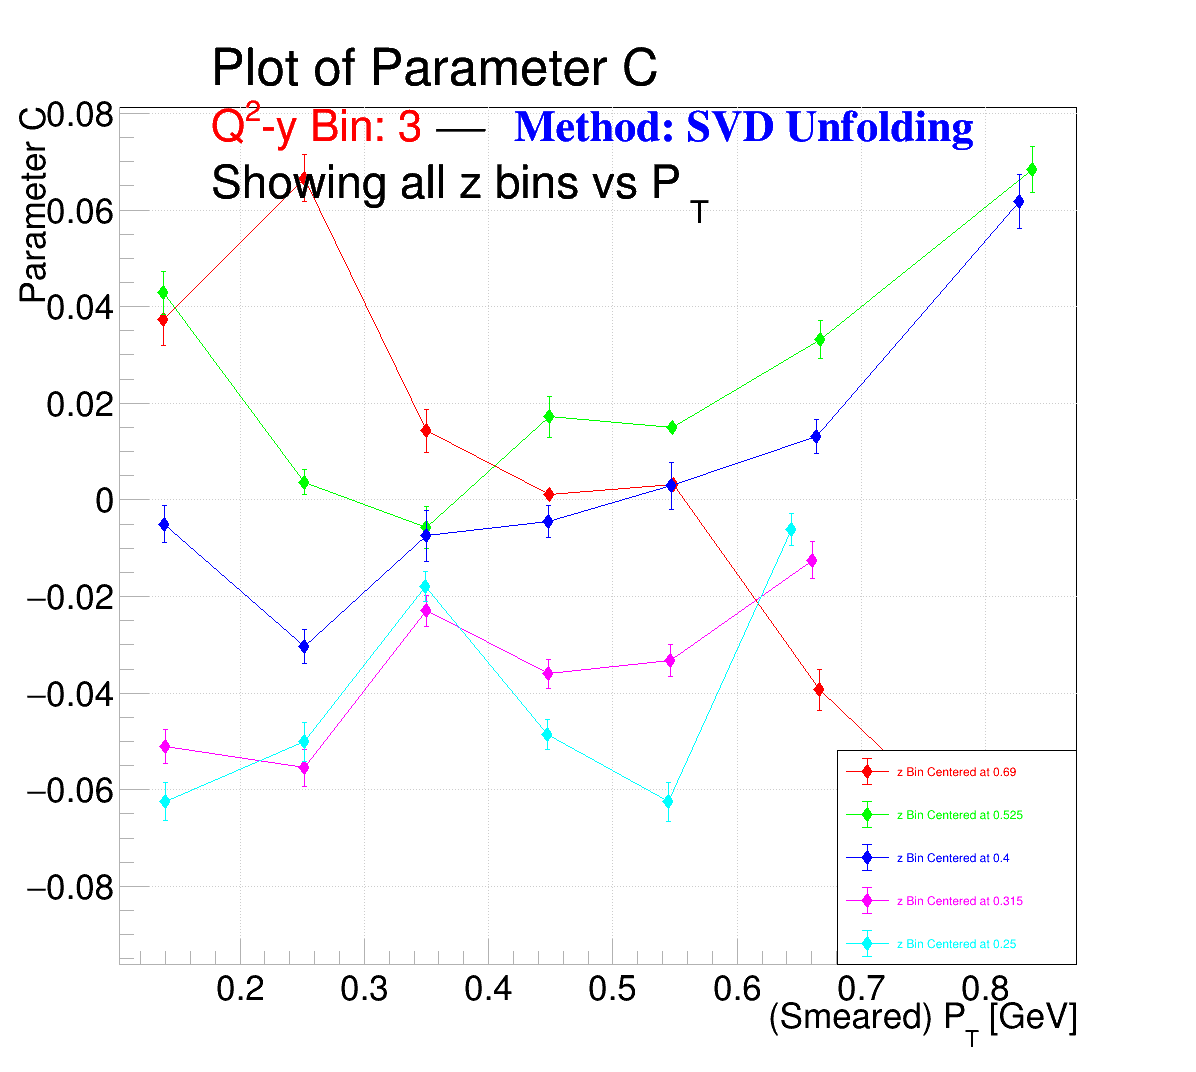 Plot of Parameter C
Q²-y Bin: 3 — Method: SVD Unfolding
Showing all z bins vs P_T
Parameter C
0.08
0.06
0.04
0.02
0
−0.02
−0.04
−0.06
−0.08
z Bin Centered at 0.69
z Bin Centered at 0.525
z Bin Centered at 0.4
z Bin Centered at 0.315
z Bin Centered at 0.25
0.2 0.3 0.4 0.5 0.6 0.7 0.8
(Smeared) P_T [GeV]